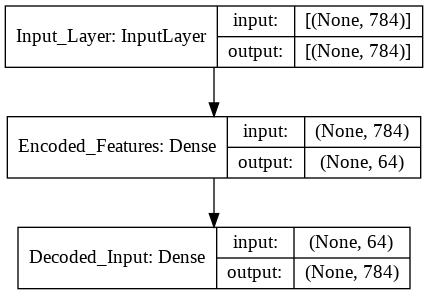 Input_Layer: InputLayer
input: [(None, 784)]
output: [(None, 784)]
Encoded_Features: Dense
input: (None, 784)
output: (None, 64)
Decoded_Input: Dense
input: (None, 64)
output: (None, 784)